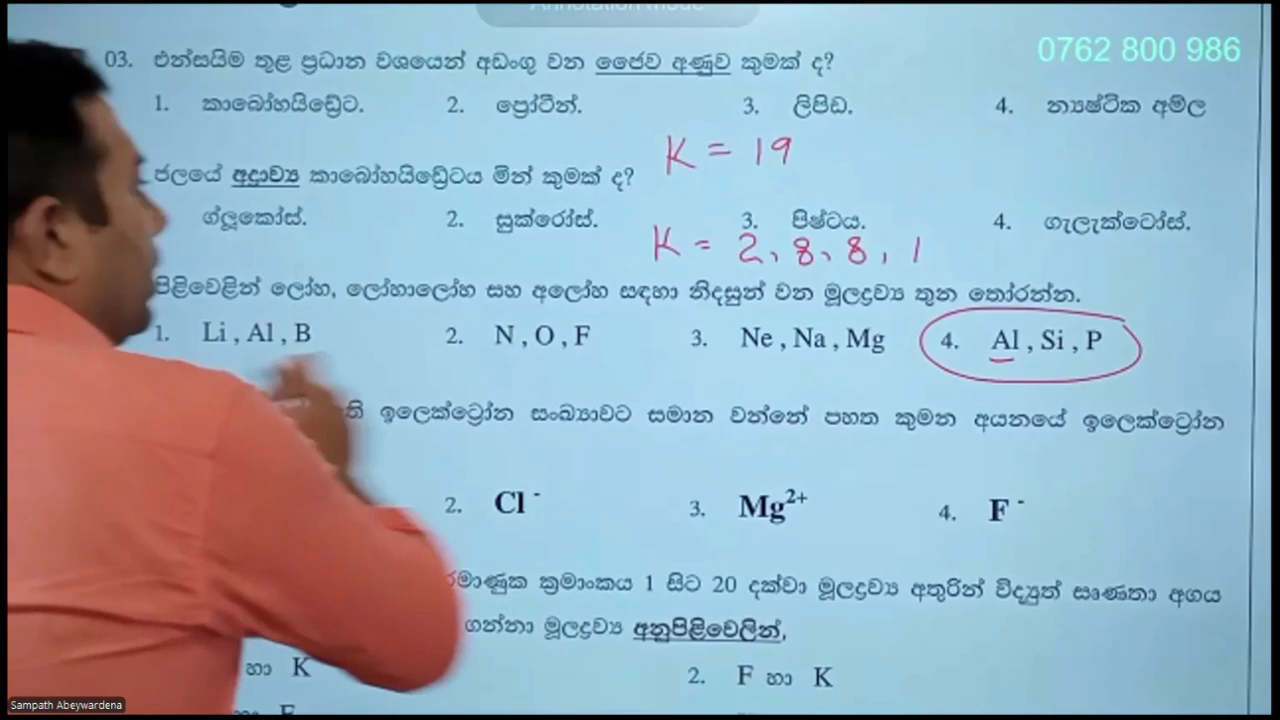 Annotation mode
0762 800 986
03. එන්සයිම තුළ ප්‍රධාන වශයෙන් අඩංගු වන ජෛව අණුව කුමක් ද?
1. කාබෝහයිඩ්‍රේට. 2. ප්‍රෝටීන්. 3. ලිපිඩ. 4. න්‍යෂ්ටික අම්ල
K = 19
ජලයේ අද්‍රාව්‍ය කාබෝහයිඩ්‍රේටය මින් කුමක් ද?
ග්ලූකෝස්. 2. සුක්රෝස්. 3. පිෂ්ටය. 4. ගැලැක්ටෝස්.
K = 2, 8, 8, 1
පිළිවෙළින් ලෝහ, ලෝහාලෝහ සහ අලෝහ සඳහා නිදසුන් වන මූලද්‍රව්‍ය තුන තෝරන්න.
1. Li , Al , B 2. N , O , F 3. Ne , Na , Mg 4. Al , Si , P
ඉලෙක්ට්‍රෝන සංඛ්‍යාවට සමාන වන්නේ පහත කුමන අයනයේ ඉලෙක්ට්‍රෝන
2. Cl⁻ 3. Mg²⁺ 4. F⁻
ක්‍රමාංකය 1 සිට 20 දක්වා මූලද්‍රව්‍ය අතුරින් විද්‍යුත් සෘණතා අගය
ගන්නා මූලද්‍රව්‍ය අනුපිළිවෙලින්,
හා K 2. F හා K
Sampath Abeywardena